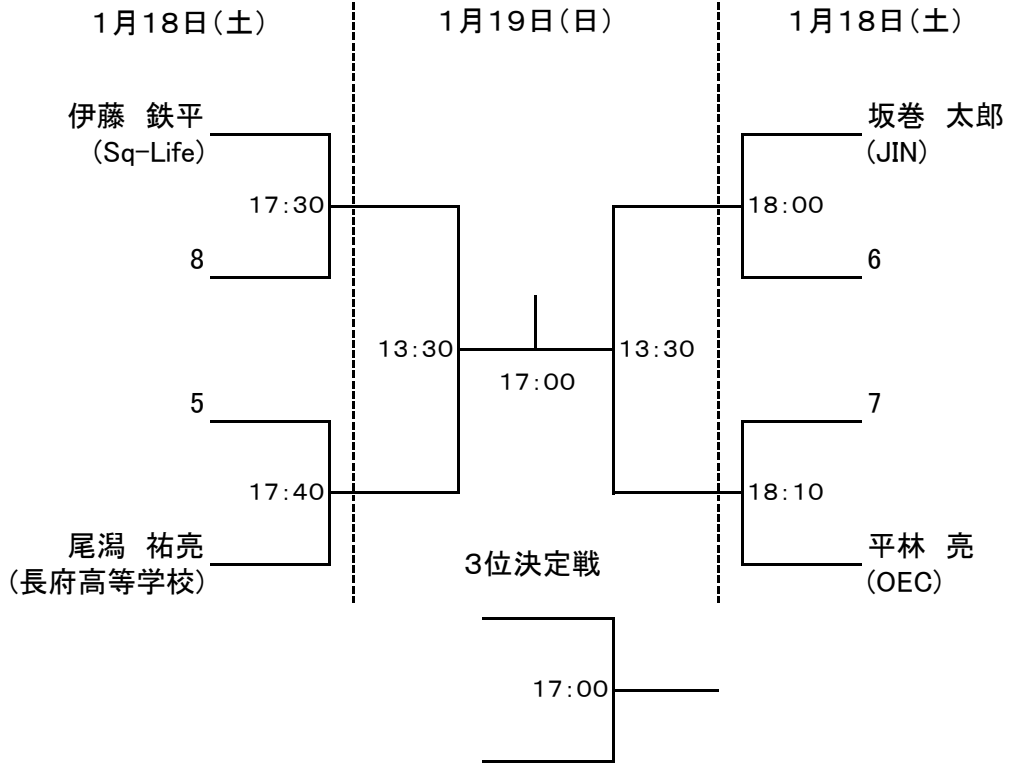 1月18日(土)
1月19日(日)
1月18日(土)
伊藤　鉄平
(Sq-Life)
17:30
8
5
17:40
尾潟　祐亮
(長府高等学校)
13:30
17:00
13:30
坂巻　太郎
(JIN)
18:00
6
7
18:10
平林　亮
(OEC)
3位決定戦
17:00